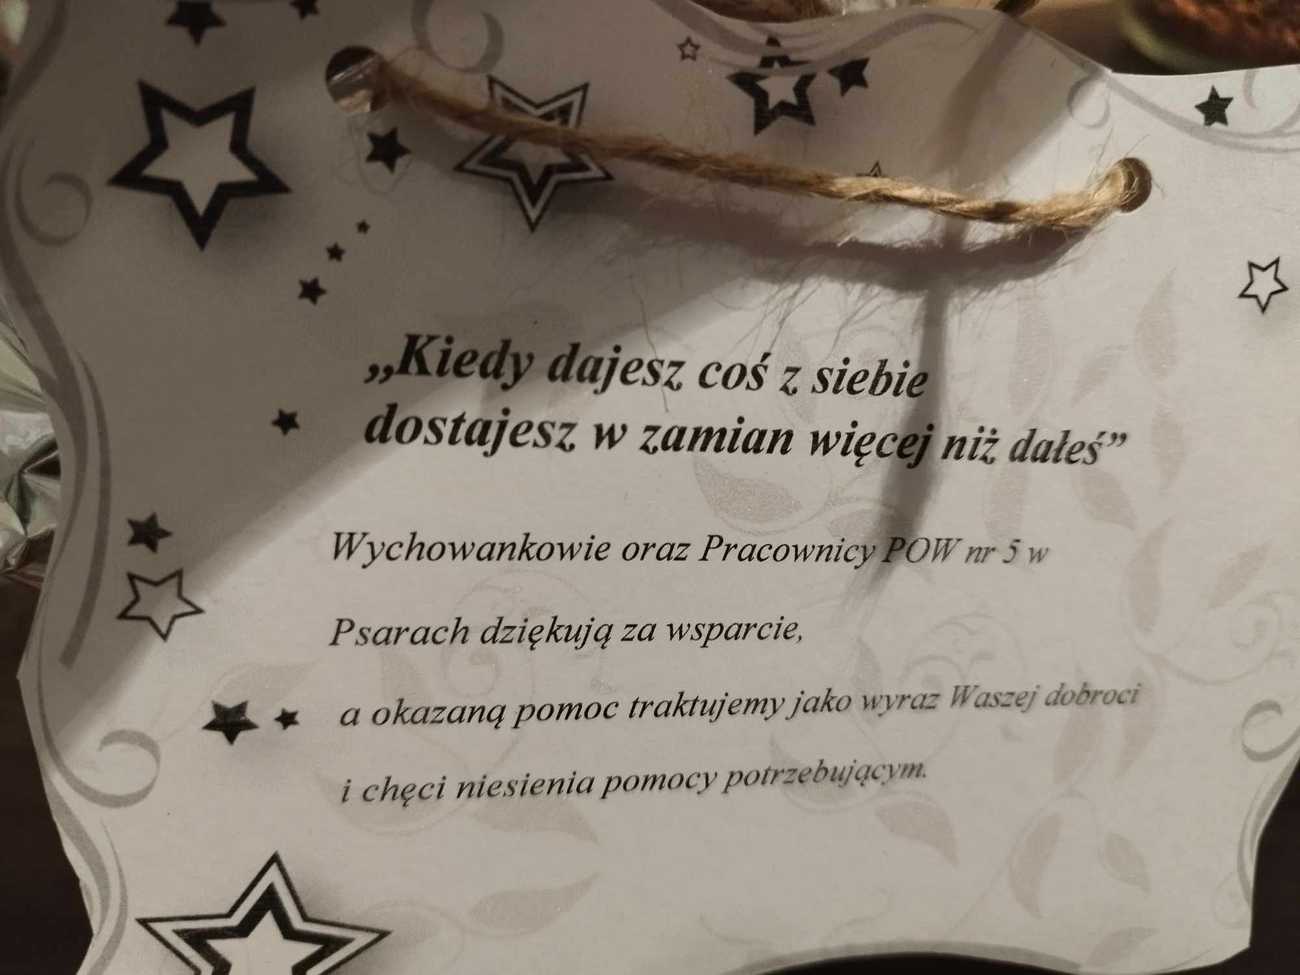 „Kiedy dajesz coś z siebie
dostajesz w zamian więcej niż dałeś”
Wychowankowie oraz Pracownicy POW nr 5 w
Psarach dziękują za wsparcie,
a okazaną pomoc traktujemy jako wyraz Waszej dobroci
i chęci niesienia pomocy potrzebującym.